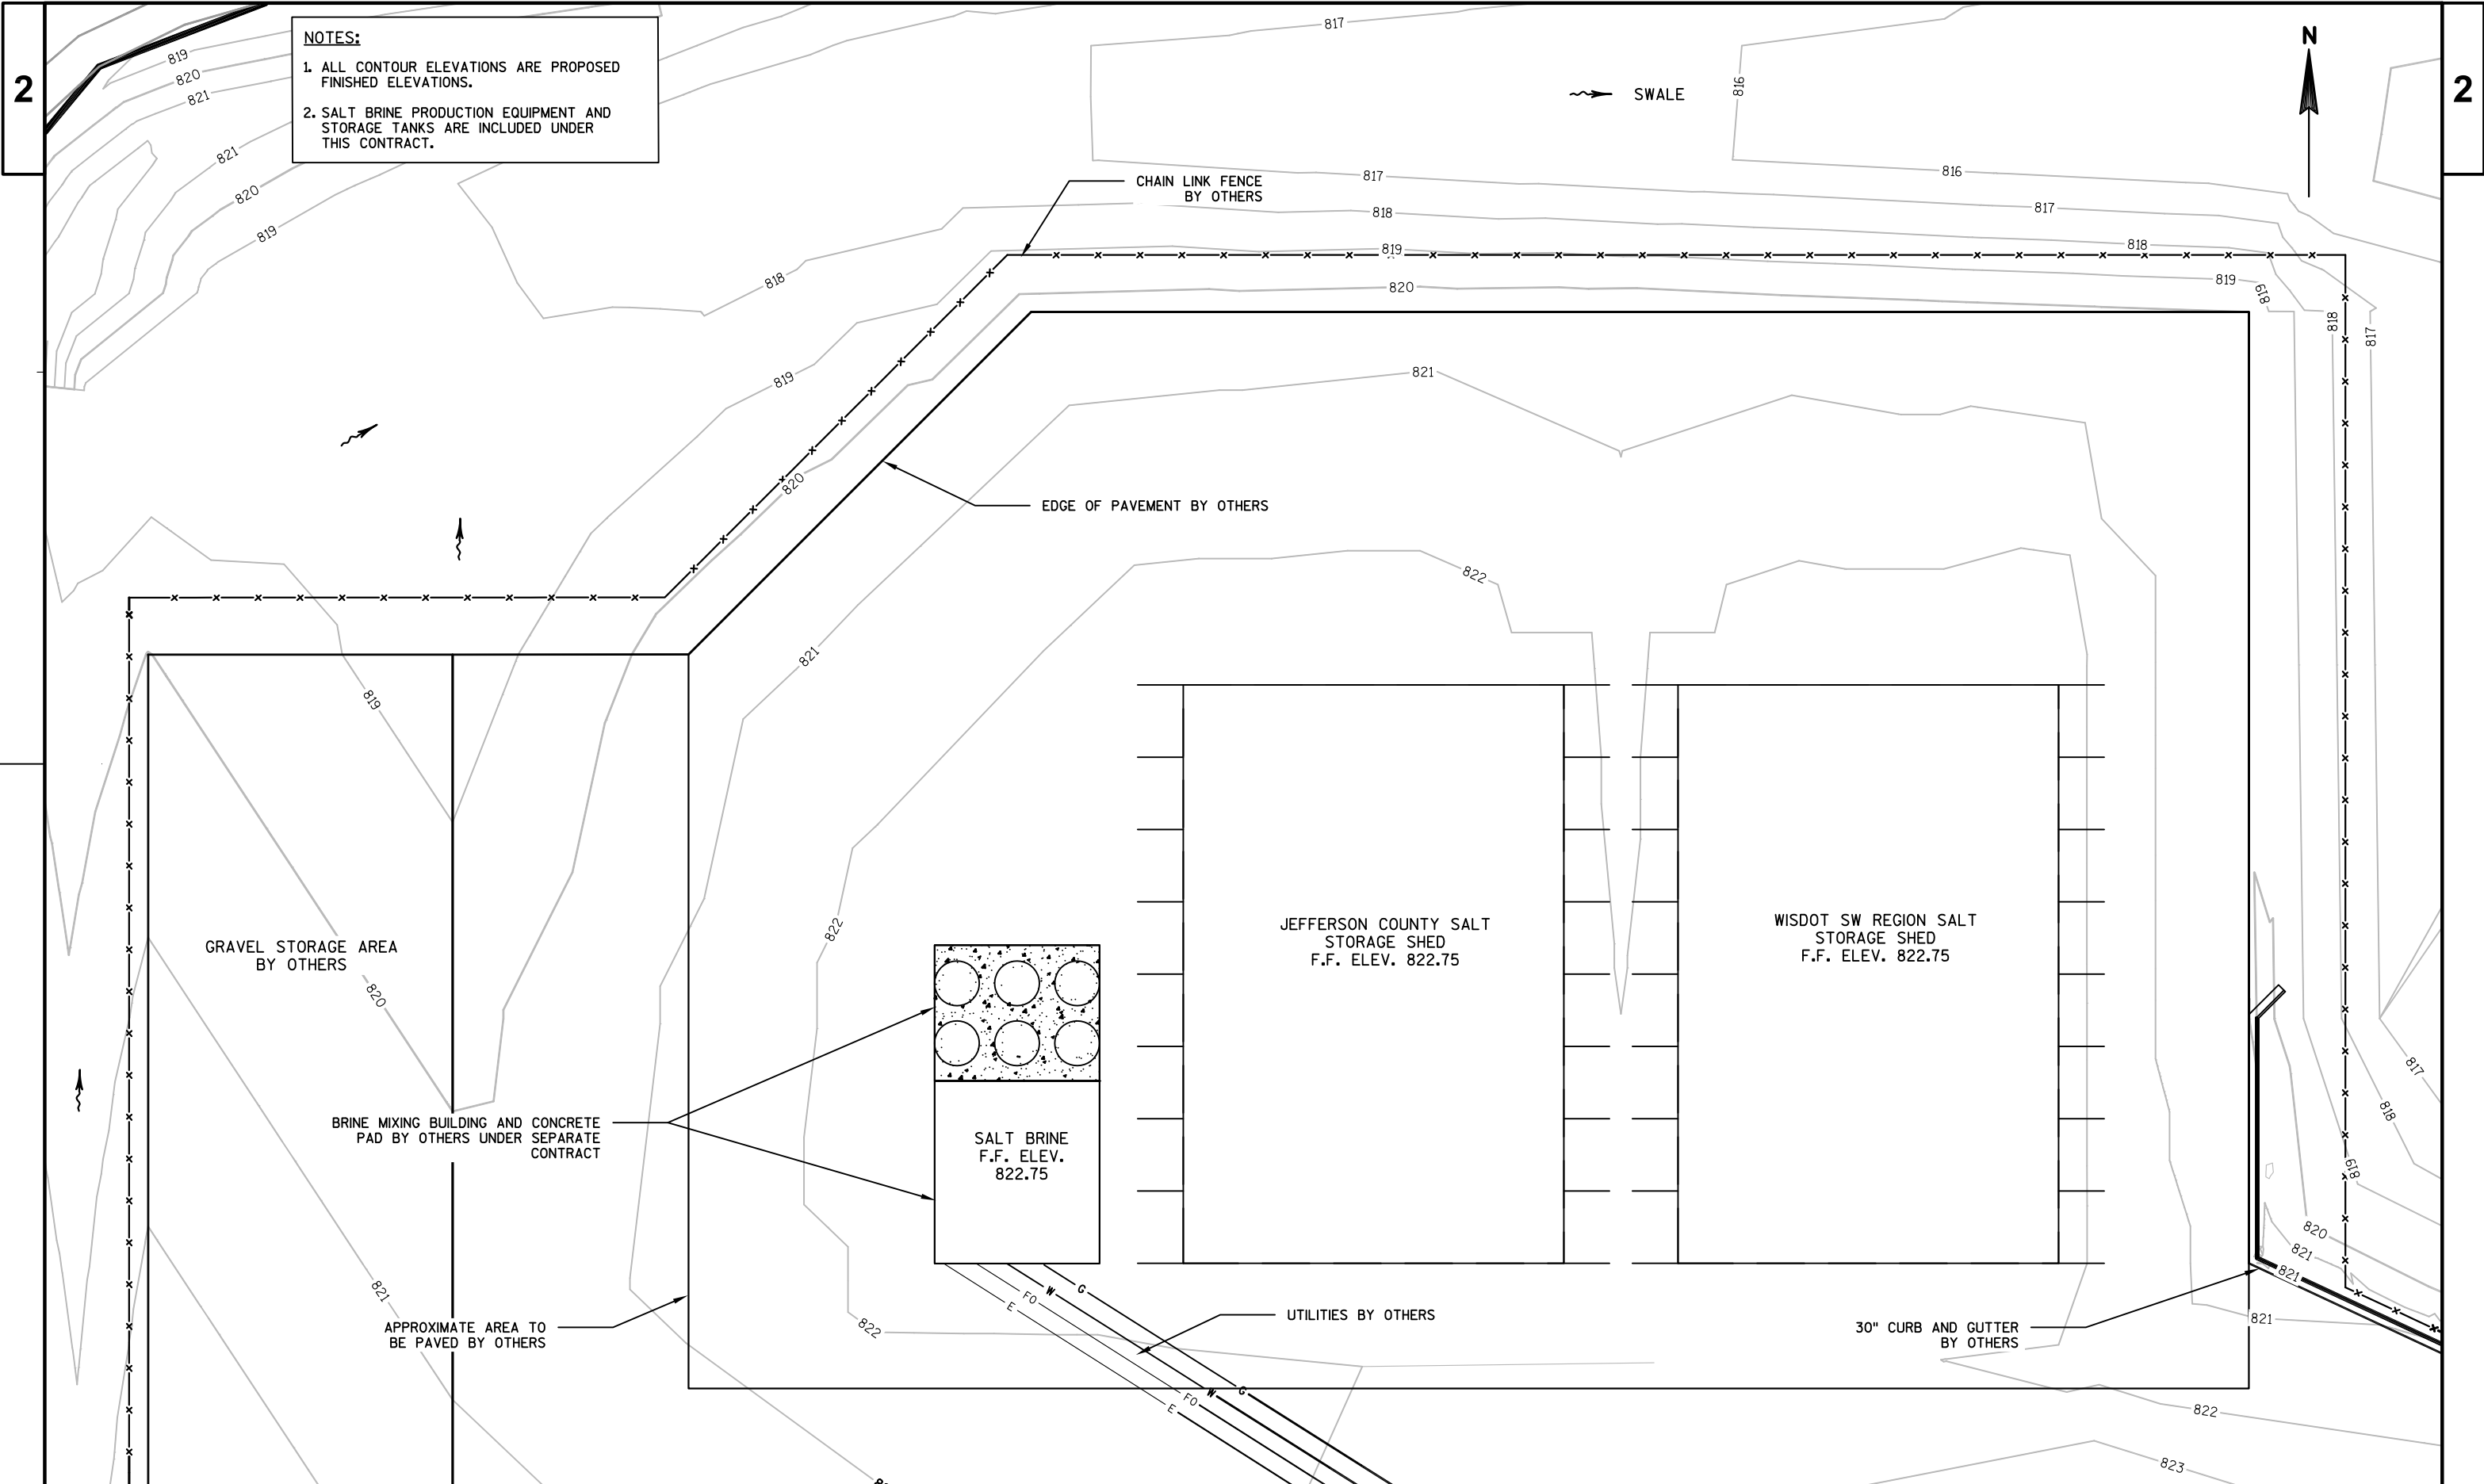 2
2
NOTES:
1. ALL CONTOUR ELEVATIONS ARE PROPOSED
FINISHED ELEVATIONS.
2. SALT BRINE PRODUCTION EQUIPMENT AND
STORAGE TANKS ARE INCLUDED UNDER
THIS CONTRACT.
819
820
821
821
820
819
817
SWALE
816
N
CHAIN LINK FENCE
BY OTHERS
817
816
818
817
819
818
818
820
819
819
818
817
819
821
820
EDGE OF PAVEMENT BY OTHERS
822
821
819
822
JEFFERSON COUNTY SALT
STORAGE SHED
F.F. ELEV. 822.75
WISDOT SW REGION SALT
STORAGE SHED
F.F. ELEV. 822.75
GRAVEL STORAGE AREA
BY OTHERS
820
817
818
BRINE MIXING BUILDING AND CONCRETE
PAD BY OTHERS UNDER SEPARATE
CONTRACT
SALT BRINE
F.F. ELEV.
822.75
819
820
821
821
821
E
FO
W
G
UTILITIES BY OTHERS
APPROXIMATE AREA TO
BE PAVED BY OTHERS
822
30" CURB AND GUTTER
BY OTHERS
821
E
FO
W
G
822
823